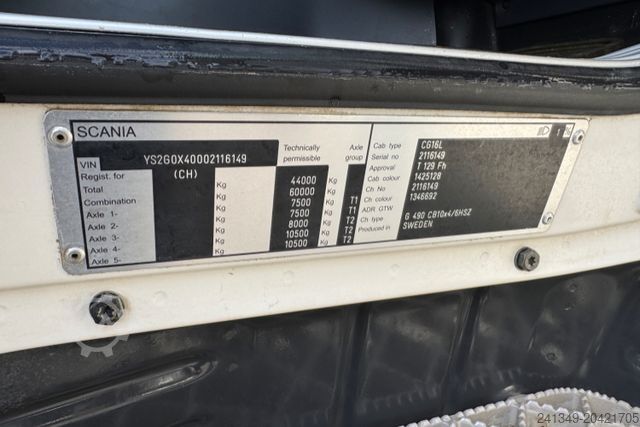 SCANIA
IID 1
VIN YS2G0X40002116149
Regist. for (CH)
Technically permissible
Axle group
Total Kg 44000 Kg
Combination Kg 60000 Kg
Axle 1- Kg 7500 Kg T1
Axle 2- Kg 7500 Kg T1
Axle 3- Kg 8000 Kg T2
Axle 4- Kg 10500 Kg T2
Axle 5- Kg 10500 Kg T2
Cab type CG16L
Serial no 2116149
Approval T 129 Fh
Cab colour 1425128
Ch No 2116149
Ch colour 1346692
ADR GTW
Ch type G 490 CB10x4/6HSZ
Produced in SWEDEN
241349-20421705